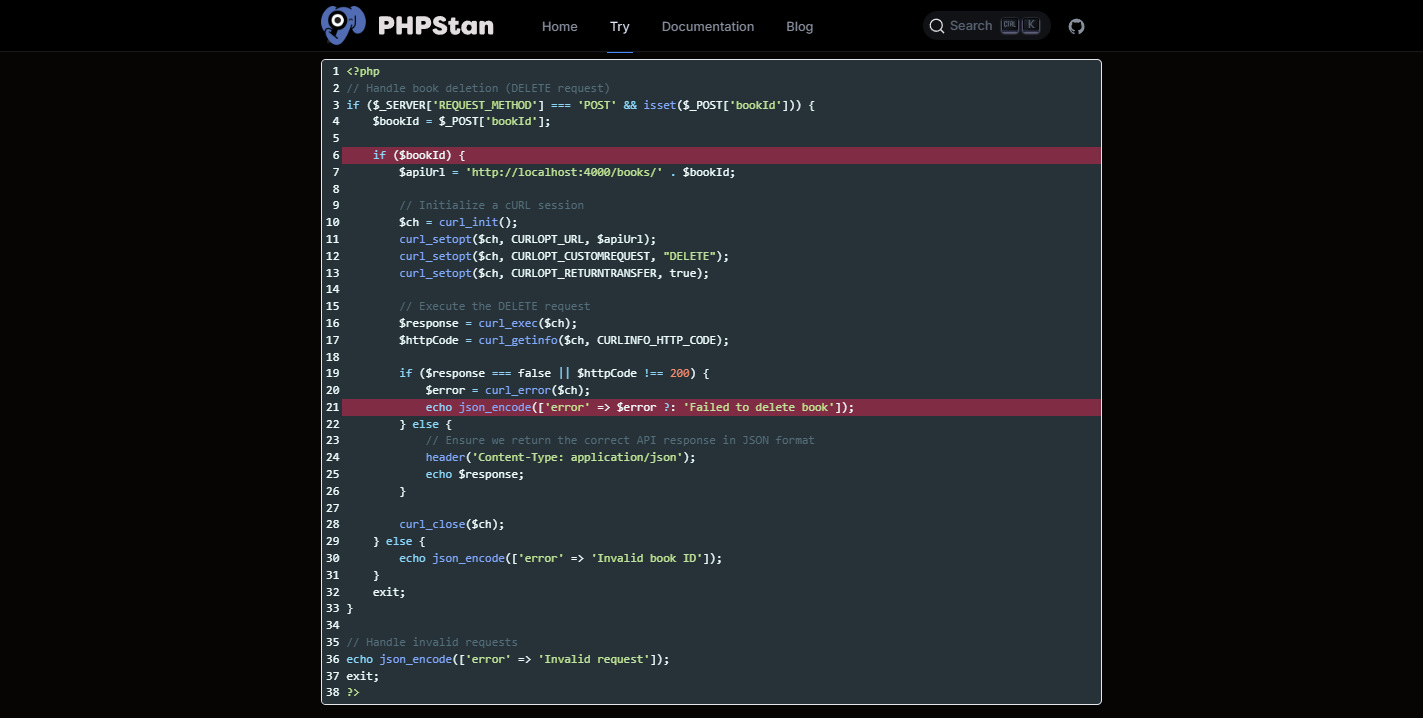 PHPStan Home Try Documentation Blog Search CTRL K
1 <?php
2 // Handle book deletion (DELETE request)
3 if ($_SERVER['REQUEST_METHOD'] === 'POST' && isset($_POST['bookId'])) {
4     $bookId = $_POST['bookId'];
5
6     if ($bookId) {
7         $apiUrl = 'http://localhost:4000/books/' . $bookId;
8
9         // Initialize a cURL session
10         $ch = curl_init();
11         curl_setopt($ch, CURLOPT_URL, $apiUrl);
12         curl_setopt($ch, CURLOPT_CUSTOMREQUEST, "DELETE");
13         curl_setopt($ch, CURLOPT_RETURNTRANSFER, true);
14
15         // Execute the DELETE request
16         $response = curl_exec($ch);
17         $httpCode = curl_getinfo($ch, CURLINFO_HTTP_CODE);
18
19         if ($response === false || $httpCode !== 200) {
20             $error = curl_error($ch);
21             echo json_encode(['error' => $error ?: 'Failed to delete book']);
22         } else {
23             // Ensure we return the correct API response in JSON format
24             header('Content-Type: application/json');
25             echo $response;
26         }
27
28         curl_close($ch);
29     } else {
30         echo json_encode(['error' => 'Invalid book ID']);
31     }
32     exit;
33 }
34
35 // Handle invalid requests
36 echo json_encode(['error' => 'Invalid request']);
37 exit;
38 ?>